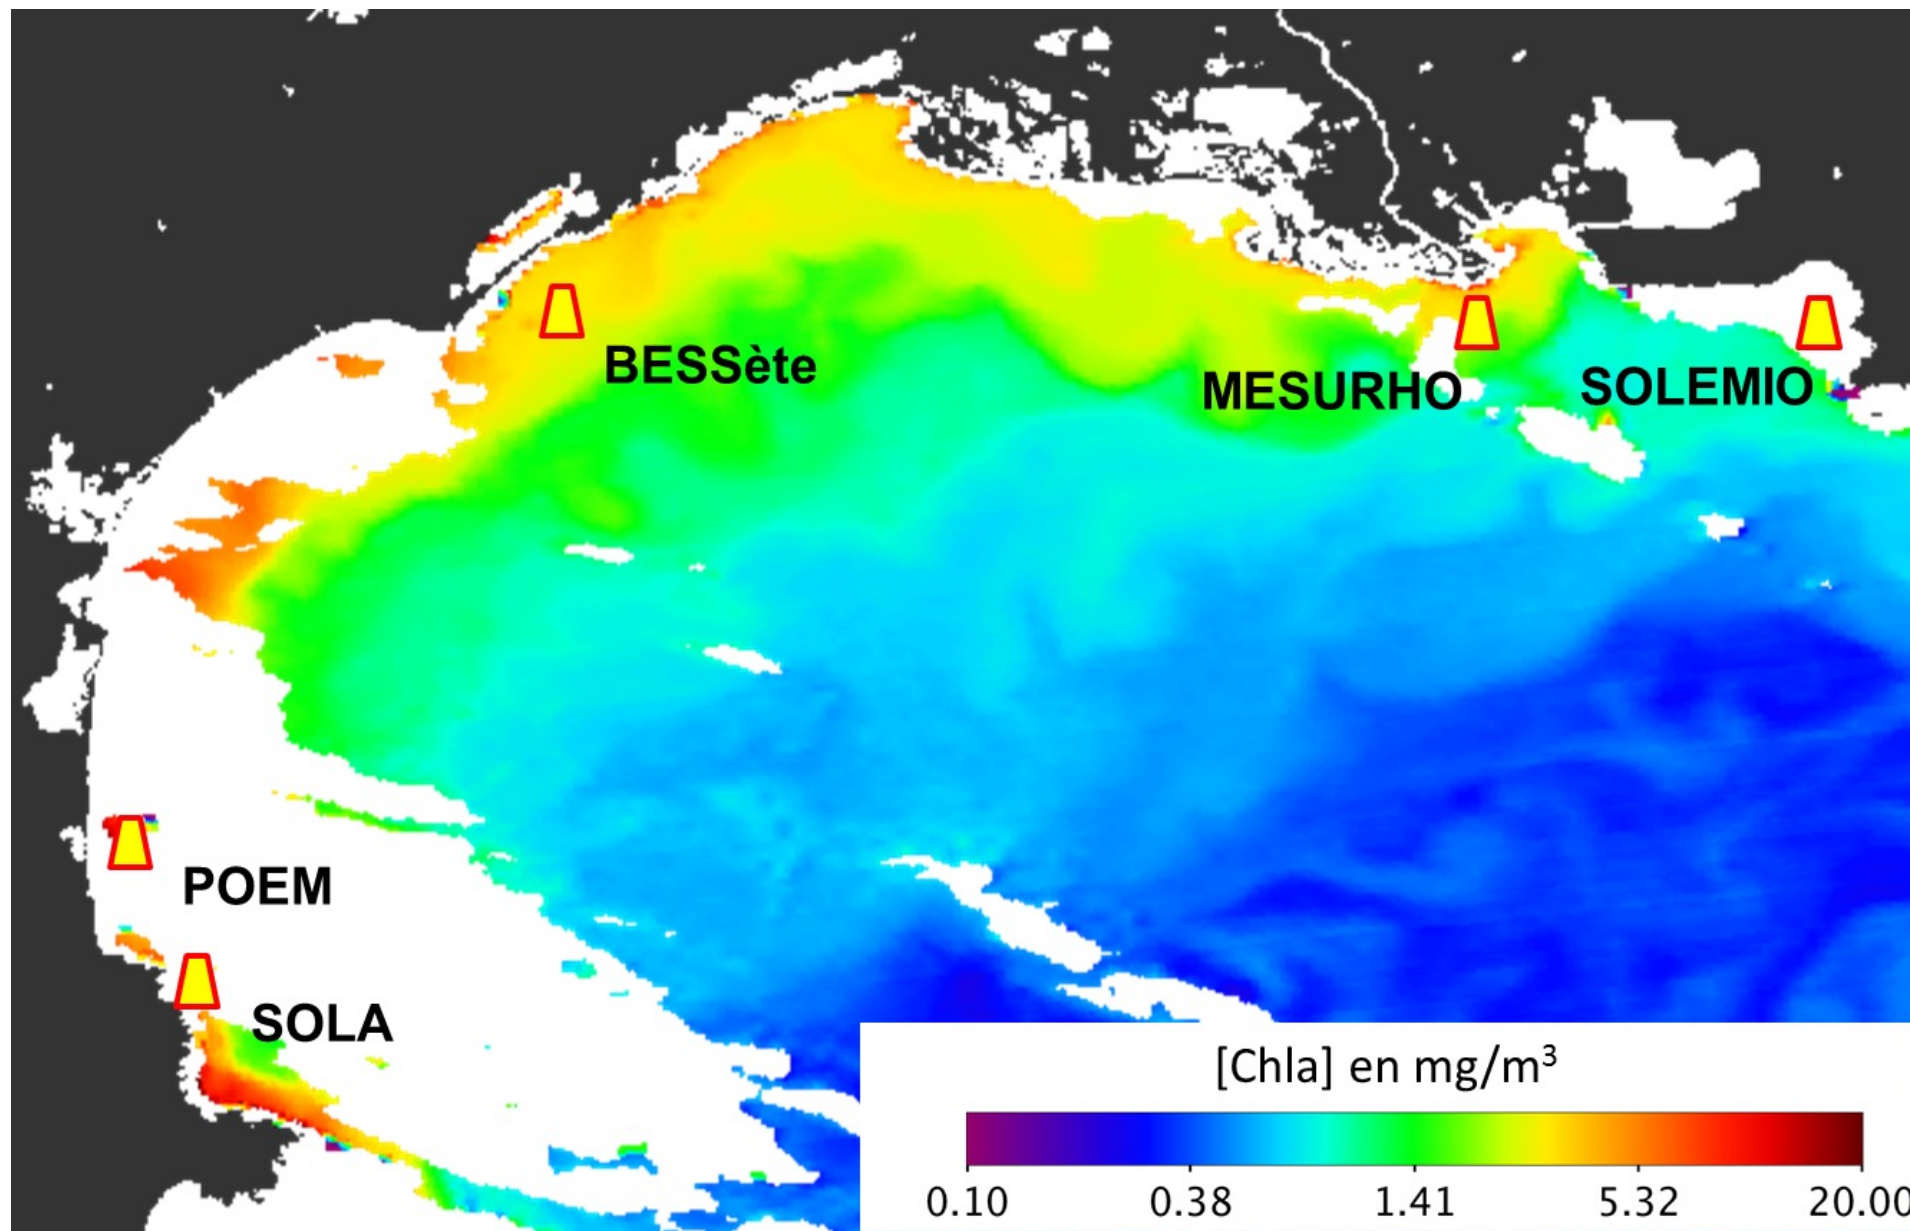 BESSète
MESURHO
SOLEMIO
POEM
SOLA
[Chla] en mg/m³
0.10 0.38 1.41 5.32 20.00